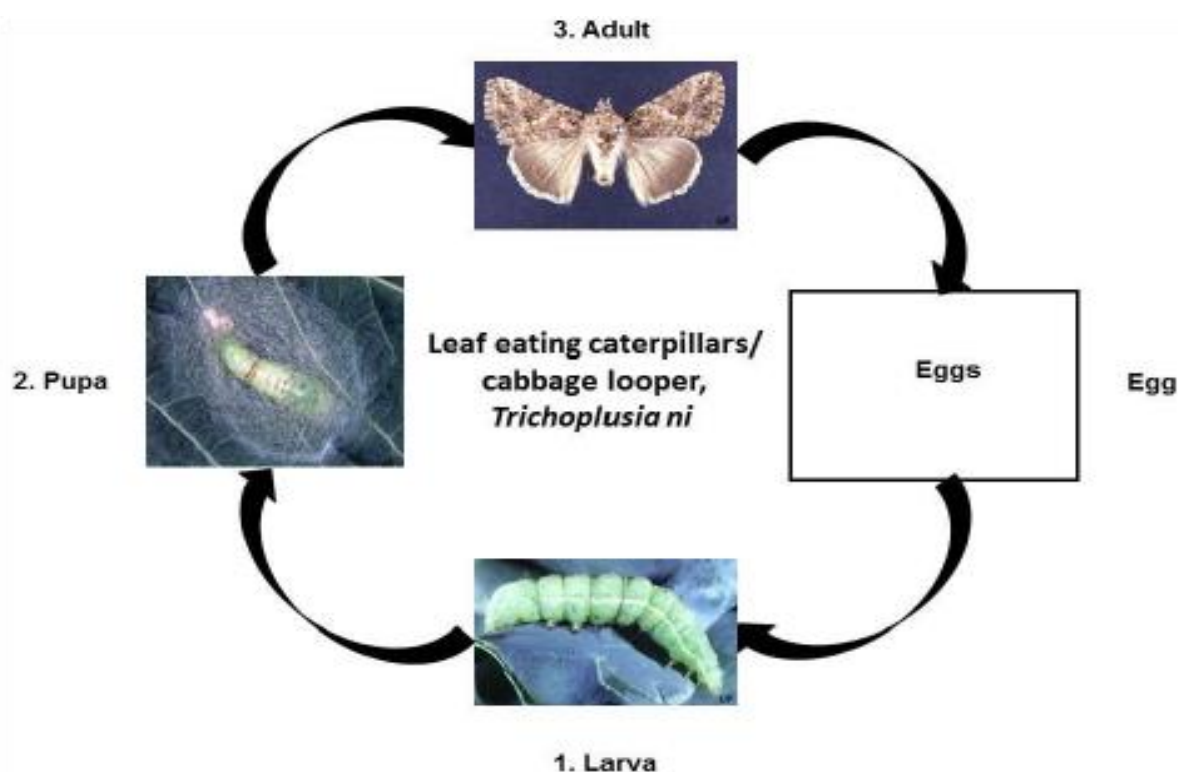 3. Adult
Eggs
Egg
2. Pupa
Leaf eating caterpillars/
cabbage looper,
Trichoplusia ni
1. Larva